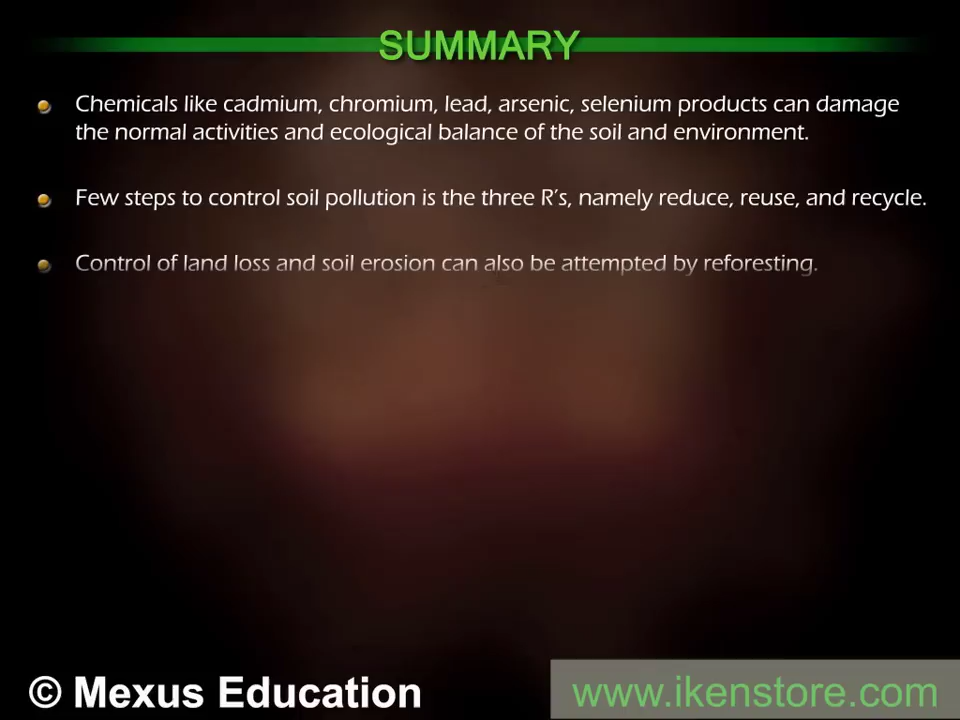 SUMMARY
Chemicals like cadmium, chromium, lead, arsenic, selenium products can damage
the normal activities and ecological balance of the soil and environment.
Few steps to control soil pollution is the three R's, namely reduce, reuse, and recycle.
Control of land loss and soil erosion can also be attempted by reforesting.
© Mexus Education
www.ikenstore.com